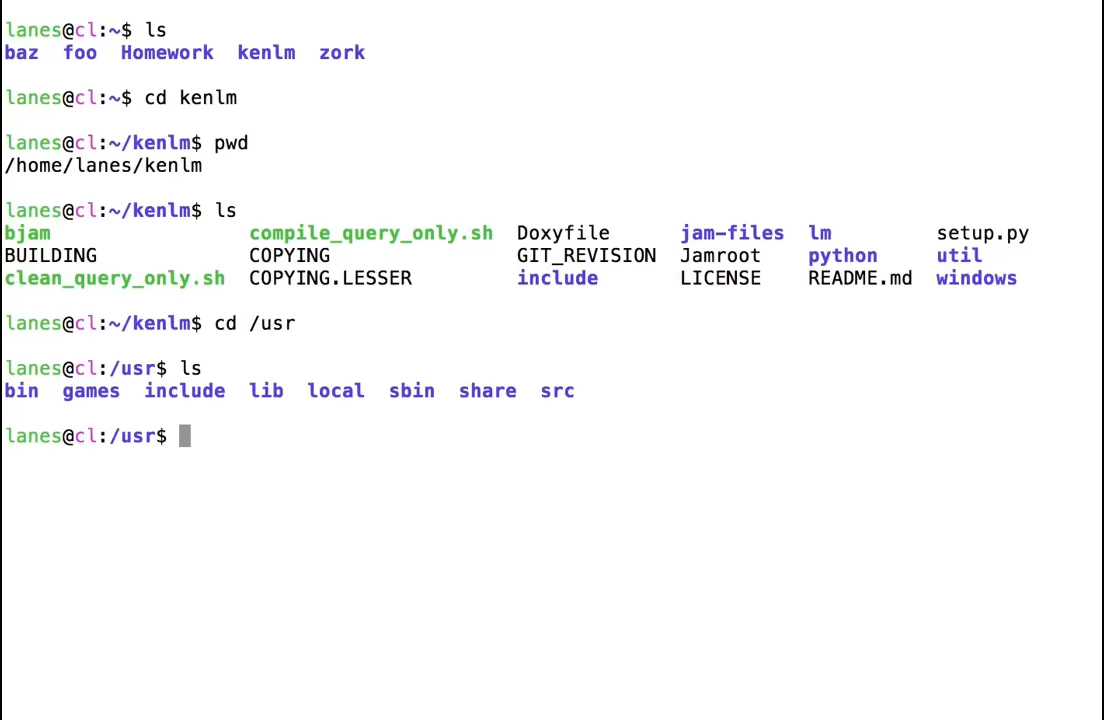 lanes@cl:~$ ls
baz  foo  Homework  kenlm  zork
lanes@cl:~$ cd kenlm
lanes@cl:~/kenlm$ pwd
/home/lanes/kenlm
lanes@cl:~/kenlm$ ls
bjam                 compile_query_only.sh  Doxyfile      jam-files  lm         setup.py
BUILDING             COPYING                GIT_REVISION  Jamroot    python     util
clean_query_only.sh  COPYING.LESSER         include       LICENSE    README.md  windows
lanes@cl:~/kenlm$ cd /usr
lanes@cl:/usr$ ls
bin  games  include  lib  local  sbin  share  src
lanes@cl:/usr$